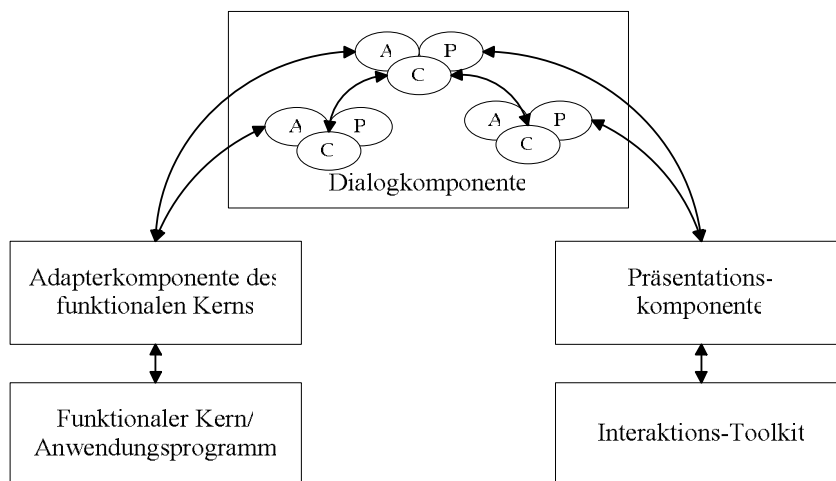 A P
C
A P
C
A P
C
Dialogkomponente
Adapterkomponente des
funktionalen Kerns
Präsentations-
komponente
Funktionaler Kern/
Anwendungsprogramm
Interaktions-Toolkit